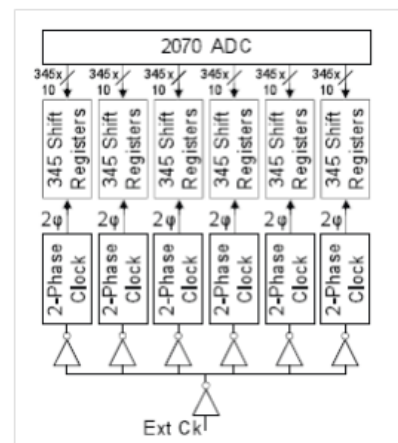 2070 ADC
345x 345x 345x 345x 345x 345x
10 10 10 10 10 10
345 Shift Registers
345 Shift Registers
345 Shift Registers
345 Shift Registers
345 Shift Registers
345 Shift Registers
2φ 2φ 2φ 2φ 2φ 2φ
2-Phase Clock
2-Phase Clock
2-Phase Clock
2-Phase Clock
2-Phase Clock
2-Phase Clock
Ext Ck